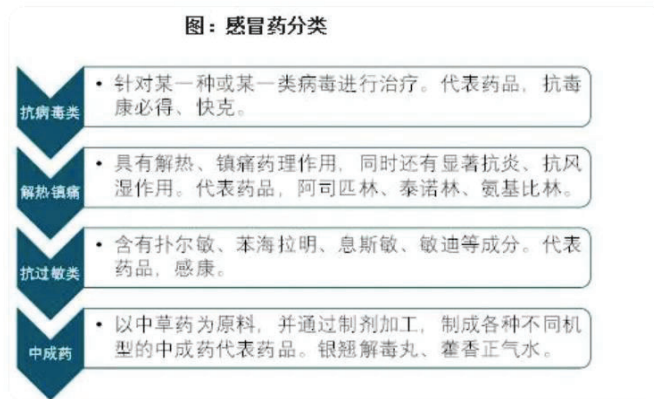 图：感冒药分类
抗病毒类
• 针对某一种或某一类病毒进行治疗。代表药品，抗毒
康必得、快克。
解热镇痛
• 具有解热、镇痛药理作用，同时还有显著抗炎、抗风
湿作用。代表药品，阿司匹林、泰诺林、氨基比林。
抗过敏类
• 含有扑尔敏、苯海拉明、息斯敏、敏迪等成分。代表
药品，感康。
中成药
• 以中草药为原料，并通过制剂加工，制成各种不同机
型的中成药代表药品。银翘解毒丸、藿香正气水。